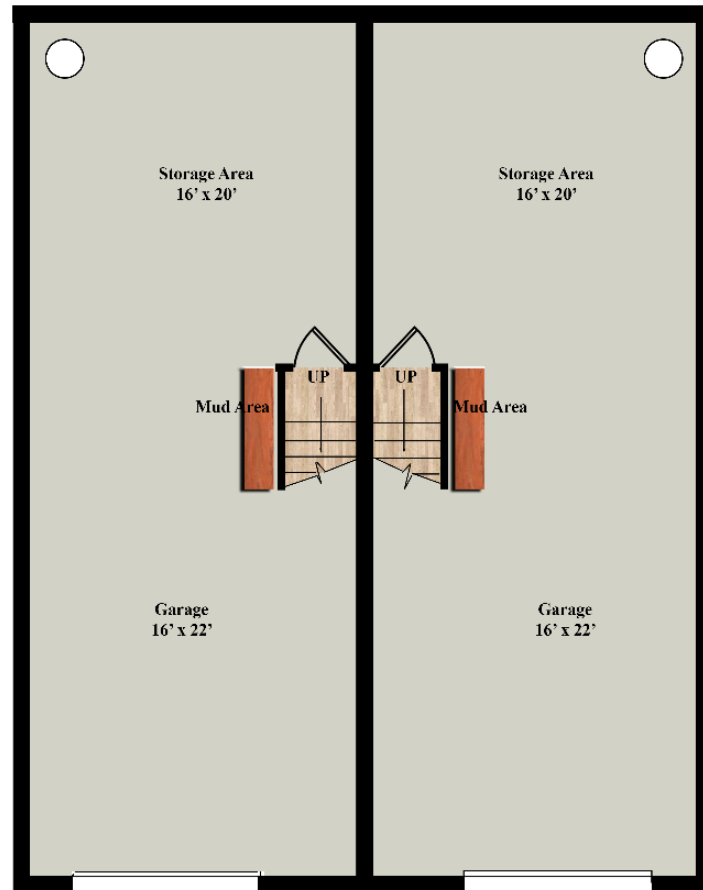 Storage Area
16’ x 20’
Storage Area
16’ x 20’
UP
UP
Mud Area
Mud Area
Garage
16’ x 22’
Garage
16’ x 22’